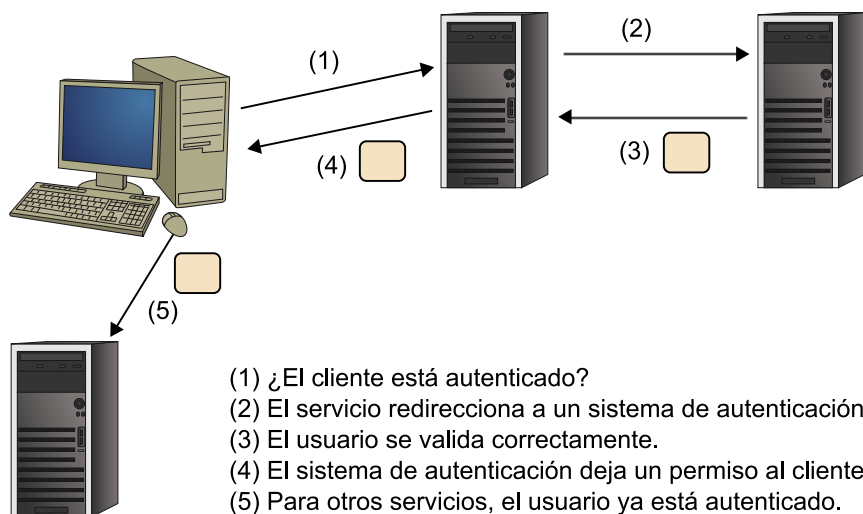 (1)
(2)
(3)
(4)
(5)
(1) ¿El cliente está autenticado?
(2) El servicio redirecciona a un sistema de autenticación
(3) El usuario se valida correctamente.
(4) El sistema de autenticación deja un permiso al cliente
(5) Para otros servicios, el usuario ya está autenticado.